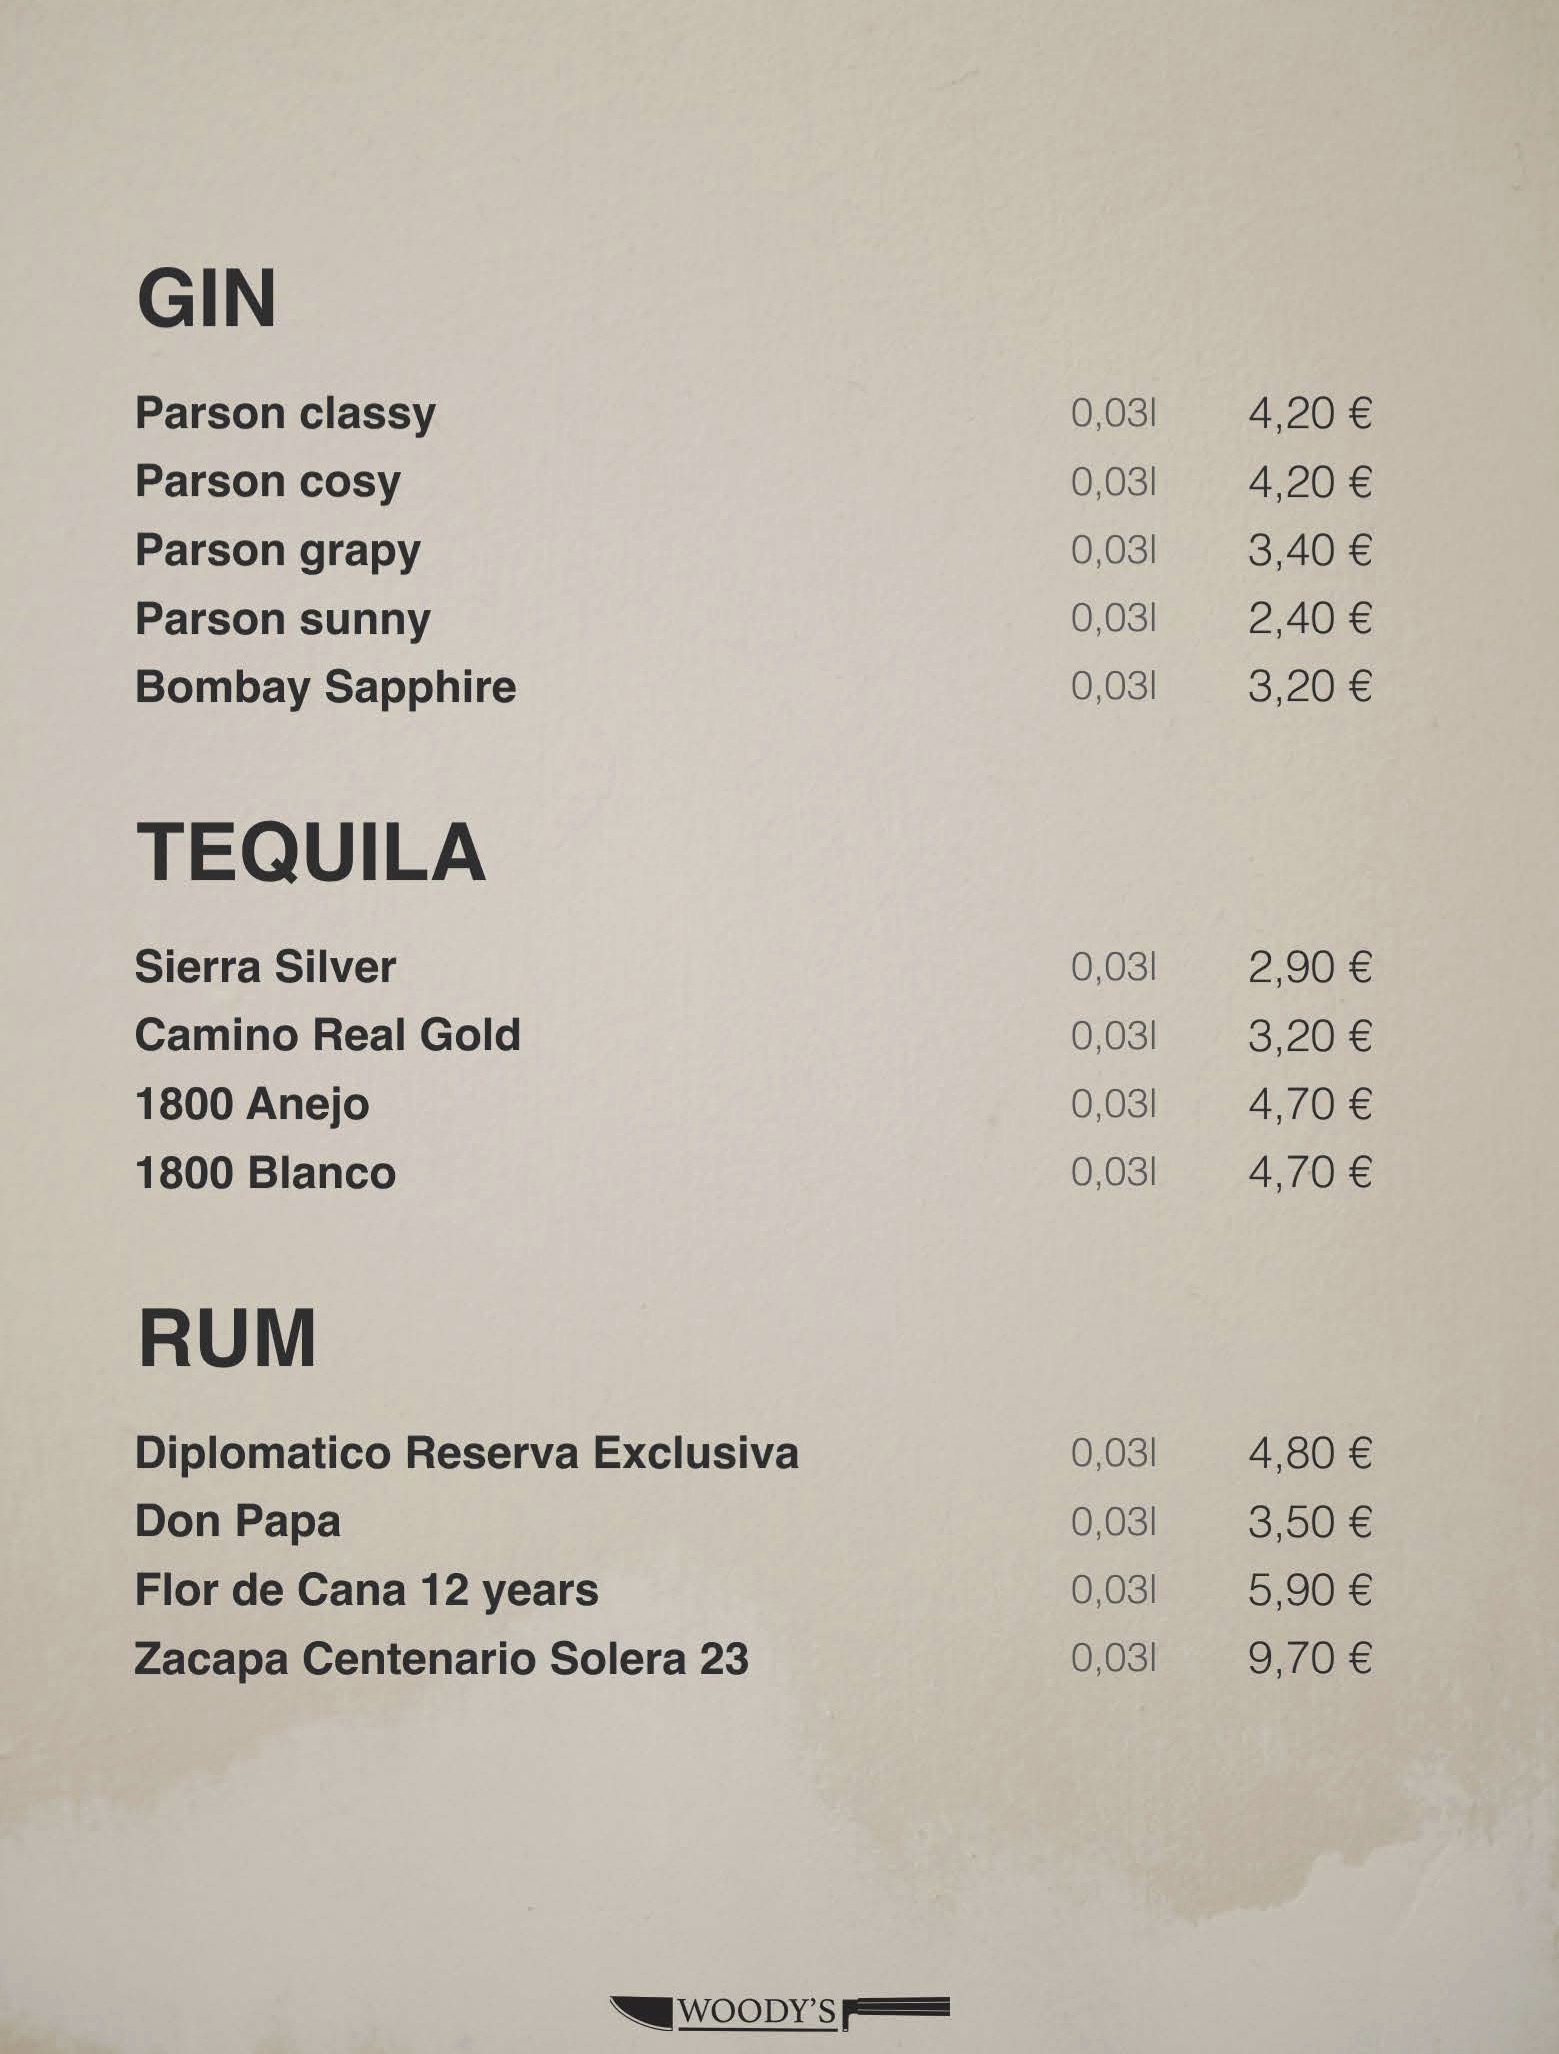 GIN
Parson classy 0,03l 4,20 €
Parson cosy 0,03l 4,20 €
Parson grapy 0,03l 3,40 €
Parson sunny 0,03l 2,40 €
Bombay Sapphire 0,03l 3,20 €
TEQUILA
Sierra Silver 0,03l 2,90 €
Camino Real Gold 0,03l 3,20 €
1800 Anejo 0,03l 4,70 €
1800 Blanco 0,03l 4,70 €
RUM
Diplomatico Reserva Exclusiva 0,03l 4,80 €
Don Papa 0,03l 3,50 €
Flor de Cana 12 years 0,03l 5,90 €
Zacapa Centenario Solera 23 0,03l 9,70 €
WOODY'S